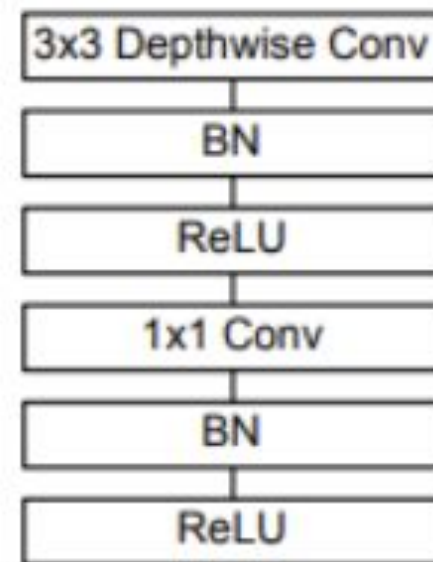 3x3 Depthwise Conv
BN
ReLU
1x1 Conv
BN
ReLU